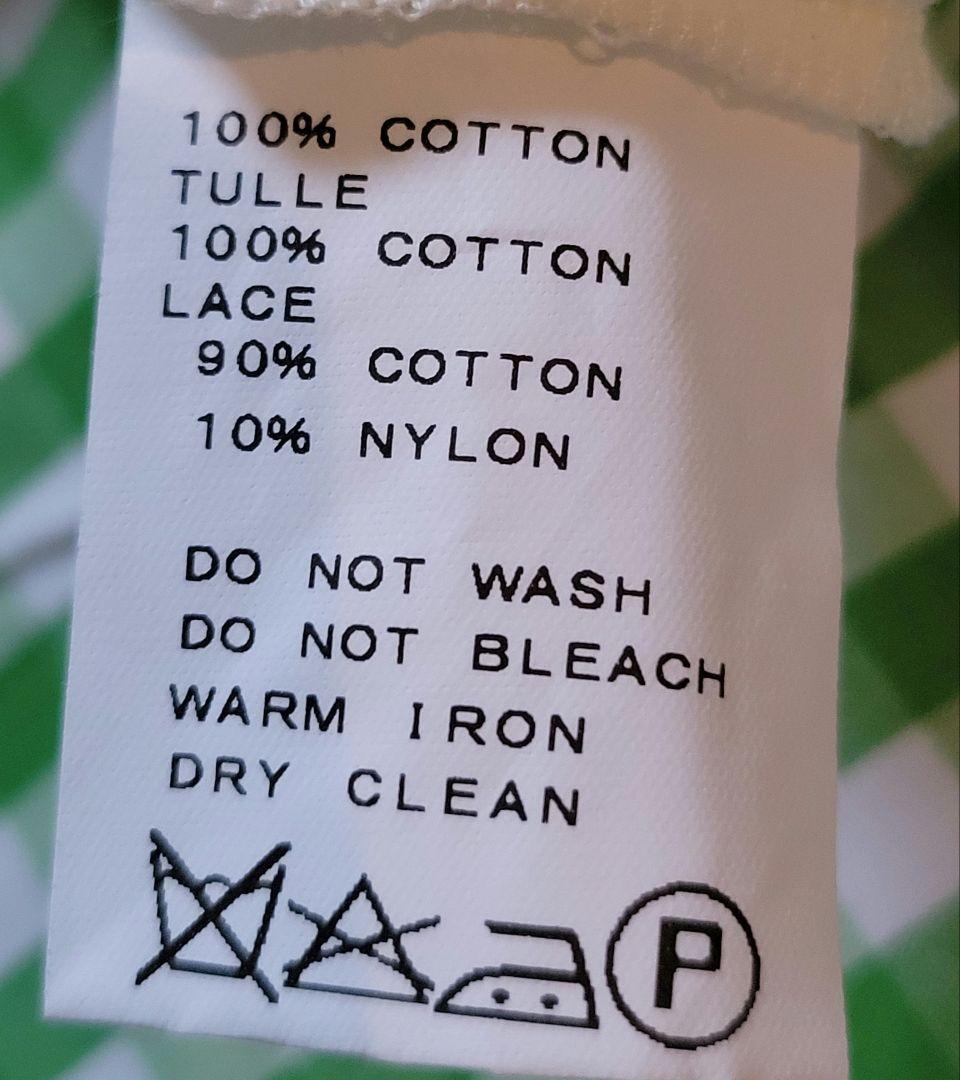 100% COTTON
TULLE
100% COTTON
LACE
90% COTTON
10% NYLON
DO NOT WASH
DO NOT BLEACH
WARM IRON
DRY CLEAN
P